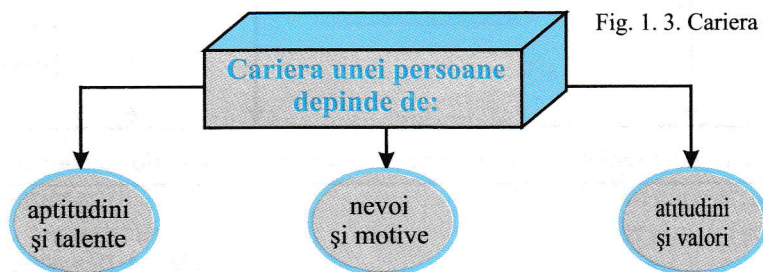 Fig. 1. 3. Cariera
Cariera unei persoane
depinde de:
aptitudini
şi talente
nevoi
şi motive
atitudini
şi valori